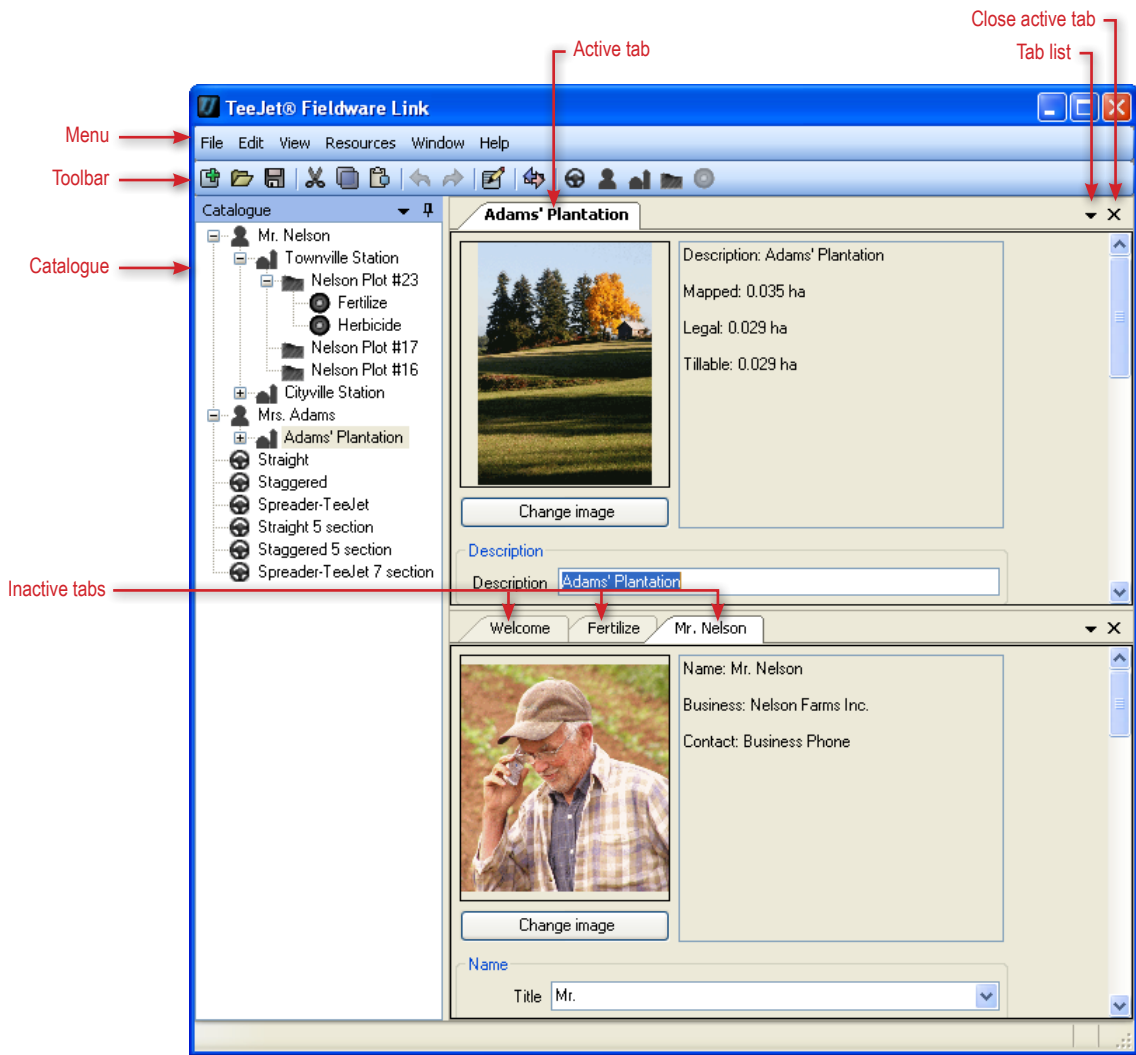 Close active tab
Active tab
Tab list
TeeJet® Fieldware Link
Menu
File Edit View Resources Window Help
Toolbar
Catalogue
Adams' Plantation
Mr. Nelson
Townville Station
Nelson Plot #23
Fertilize
Herbicide
Nelson Plot #17
Nelson Plot #16
Cityville Station
Mrs. Adams
Adams' Plantation
Straight
Staggered
Spreader-TeeJet
Straight 5 section
Staggered 5 section
Spreader-TeeJet 7 section
Catalogue
Description: Adams' Plantation
Mapped: 0.035 ha
Legal: 0.029 ha
Tillable: 0.029 ha
Change image
Description
Description Adams' Plantation
Inactive tabs
Welcome Fertilize Mr. Nelson
Name: Mr. Nelson
Business: Nelson Farms Inc.
Contact: Business Phone
Change image
Name
Title Mr.